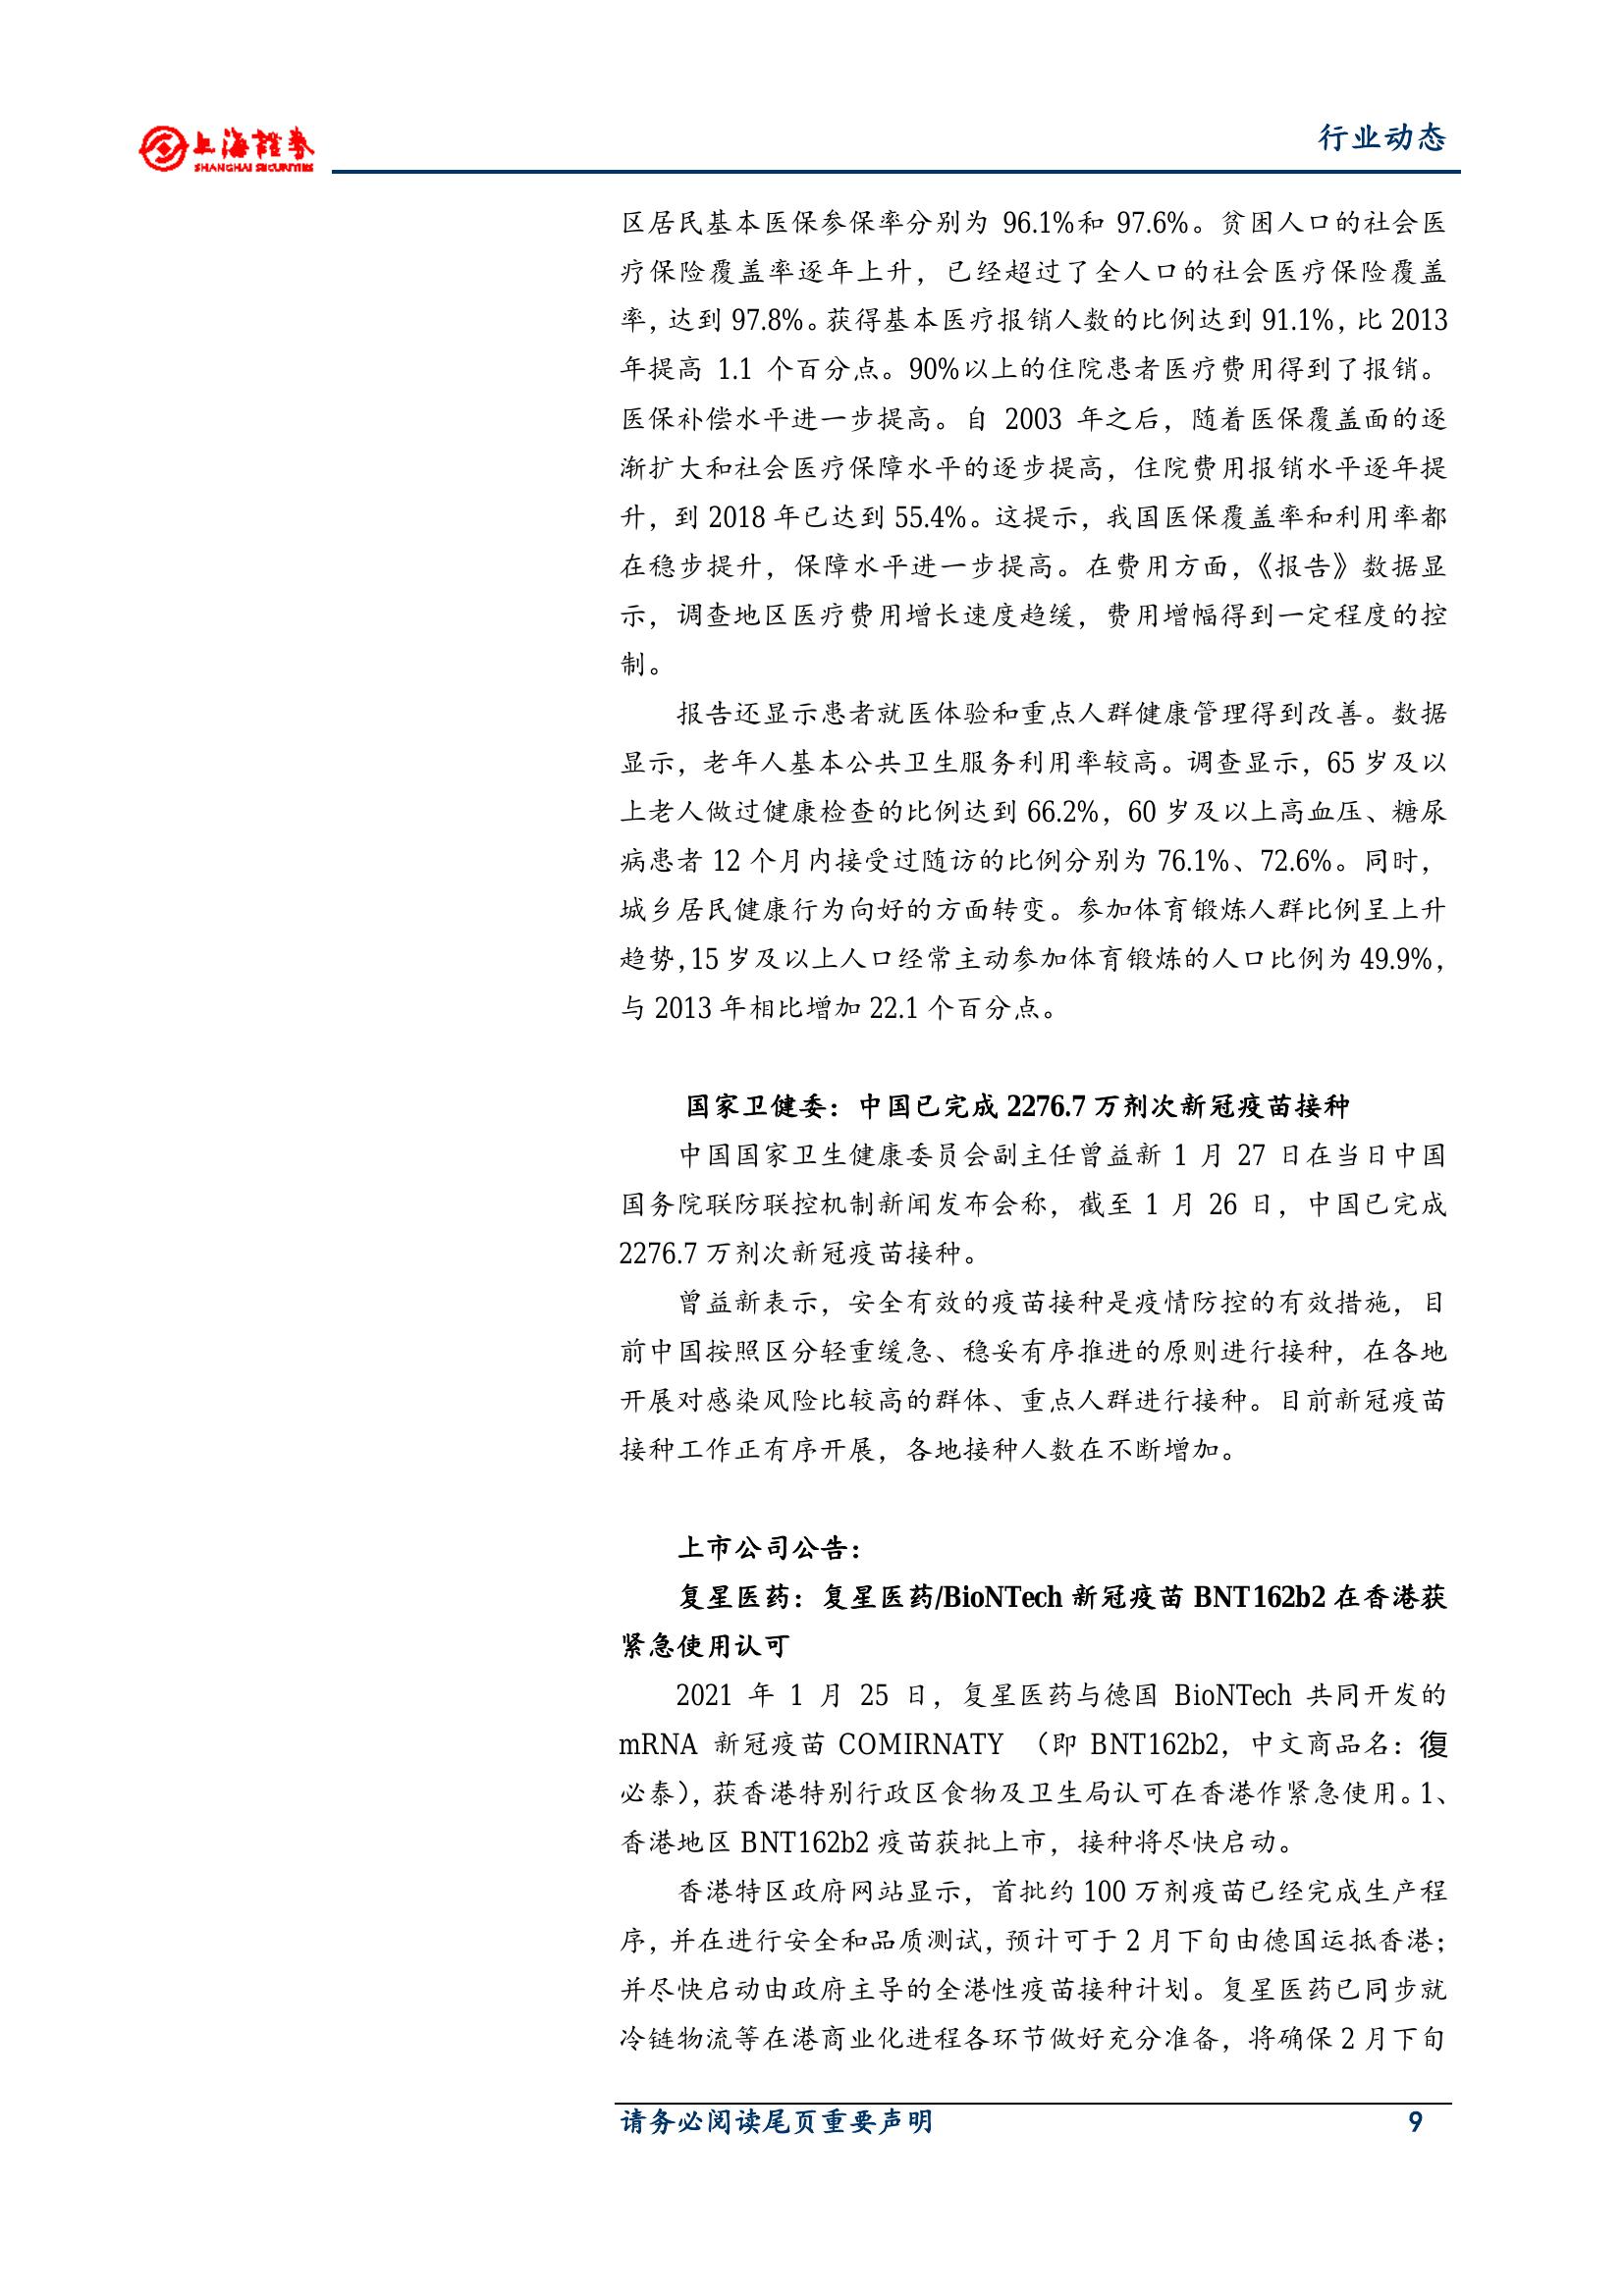 上海證券
SHANGHAI SECURITIES
行业动态
区居民基本医保参保率分别为 96.1%和 97.6%。贫困人口的社会医
疗保险覆盖率逐年上升，已经超过了全人口的社会医疗保险覆盖
率，达到 97.8%。获得基本医疗报销人数的比例达到 91.1%，比 2013
年提高 1.1 个百分点。90%以上的住院患者医疗费用得到了报销。
医保补偿水平进一步提高。自 2003 年之后，随着医保覆盖面的逐
渐扩大和社会医疗保障水平的逐步提高，住院费用报销水平逐年提
升，到 2018 年已达到 55.4%。这提示，我国医保覆盖率和利用率都
在稳步提升，保障水平进一步提高。在费用方面，《报告》数据显
示，调查地区医疗费用增长速度趋缓，费用增幅得到一定程度的控
制。
报告还显示患者就医体验和重点人群健康管理得到改善。数据
显示，老年人基本公共卫生服务利用率较高。调查显示，65 岁及以
上老人做过健康检查的比例达到 66.2%，60 岁及以上高血压、糖尿
病患者 12 个月内接受过随访的比例分别为 76.1%、72.6%。同时，
城乡居民健康行为向好的方面转变。参加体育锻炼人群比例呈上升
趋势，15 岁及以上人口经常主动参加体育锻炼的人口比例为 49.9%，
与 2013 年相比增加 22.1 个百分点。
国家卫健委：中国已完成 2276.7 万剂次新冠疫苗接种
中国国家卫生健康委员会副主任曾益新 1 月 27 日在当日中国
国务院联防联控机制新闻发布会称，截至 1 月 26 日，中国已完成
2276.7 万剂次新冠疫苗接种。
曾益新表示，安全有效的疫苗接种是疫情防控的有效措施，目
前中国按照区分轻重缓急、稳妥有序推进的原则进行接种，在各地
开展对感染风险比较高的群体、重点人群进行接种。目前新冠疫苗
接种工作正有序开展，各地接种人数在不断增加。
上市公司公告：
复星医药：复星医药/BioNTech 新冠疫苗 BNT162b2 在香港获
紧急使用认可
2021 年 1 月 25 日，复星医药与德国 BioNTech 共同开发的
mRNA 新冠疫苗 COMIRNATY （即 BNT162b2，中文商品名：復
必泰），获香港特别行政区食物及卫生局认可在香港作紧急使用。1、
香港地区 BNT162b2 疫苗获批上市，接种将尽快启动。
香港特区政府网站显示，首批约 100 万剂疫苗已经完成生产程
序，并在进行安全和品质测试，预计可于 2 月下旬由德国运抵香港；
并尽快启动由政府主导的全港性疫苗接种计划。复星医药已同步就
冷链物流等在港商业化进程各环节做好充分准备，将确保 2 月下旬
请务必阅读尾页重要声明 9